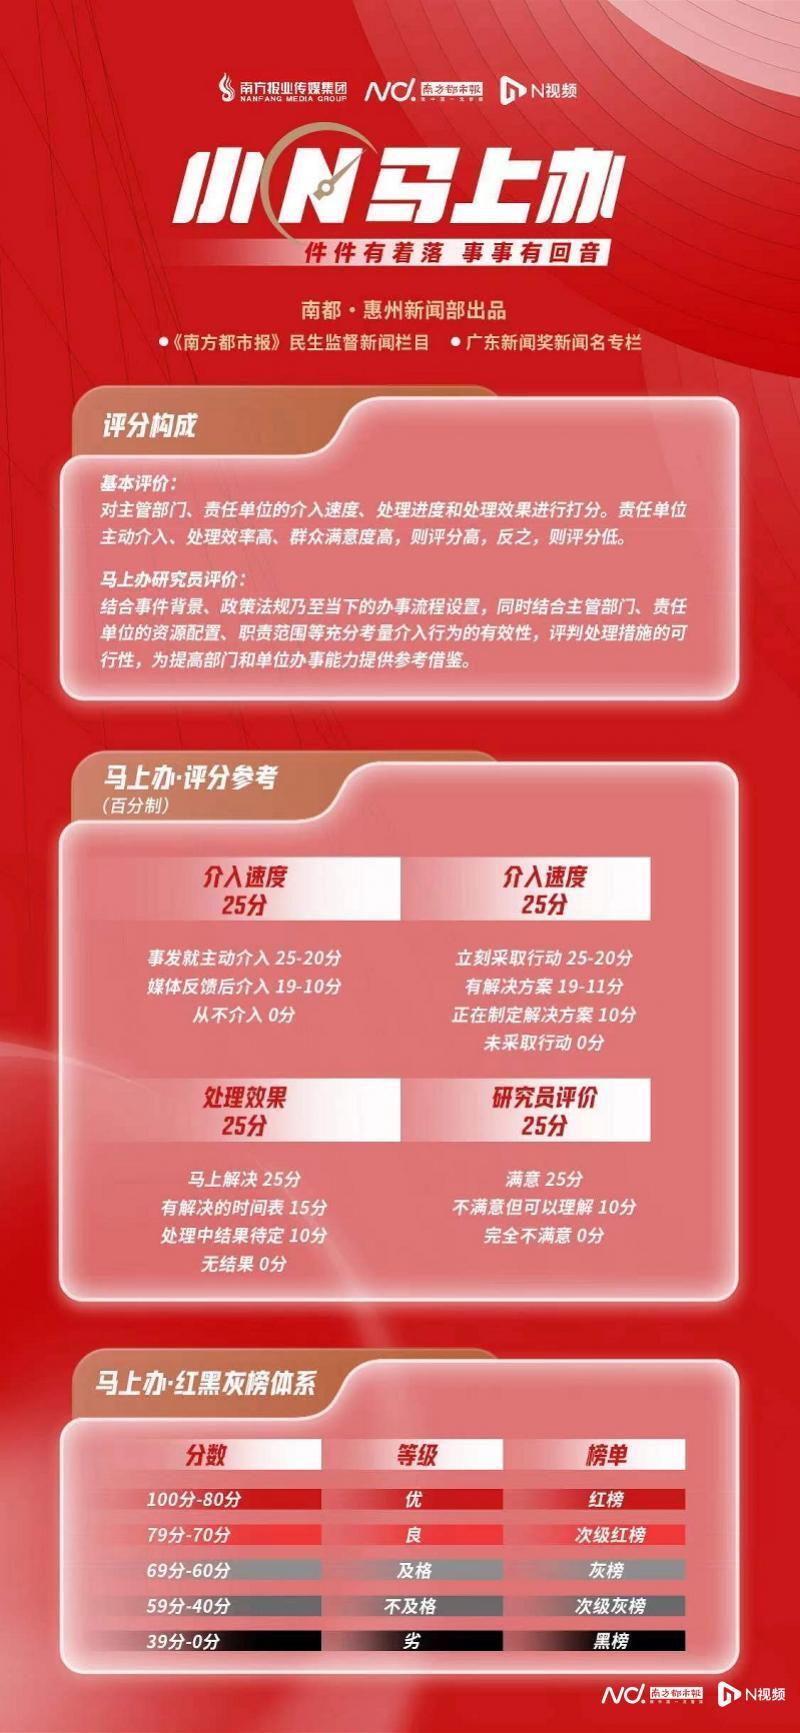 南方报业传媒集团
NANFANG MEDIA GROUP
南方都市报
N视频
小N马上办
件件有着落 事事有回音
南都·惠州新闻部出品
●《南方都市报》民生监督新闻栏目 ●广东新闻奖新闻名专栏
评分构成
基本评价：
对主管部门、责任单位的介入速度、处理进度和处理效果进行打分。责任单位
主动介入、处理效率高、群众满意度高，则评分高，反之，则评分低。
马上办研究员评价：
结合事件背景、政策法规乃至当下的办事流程设置，同时结合主管部门、责任
单位的资源配置、职责范围等充分考量介入行为的有效性，评判处理措施的可
行性，为提高部门和单位办事能力提供参考借鉴。
马上办·评分参考
（百分制）
介入速度
25分
事发就主动介入 25-20分
媒体反馈后介入 19-10分
从不介入 0分
介入速度
25分
立刻采取行动 25-20分
有解决方案 19-11分
正在制定解决方案 10分
未采取行动 0分
处理效果
25分
马上解决 25分
有解决的时间表 15分
处理中结果待定 10分
无结果 0分
研究员评价
25分
满意 25分
不满意但可以理解 10分
完全不满意 0分
马上办·红黑灰榜体系
分数 等级 榜单
100分-80分 优 红榜
79分-70分 良 次级红榜
69分-60分 及格 灰榜
59分-40分 不及格 次级灰榜
39分-0分 劣 黑榜
南方都市报
N视频